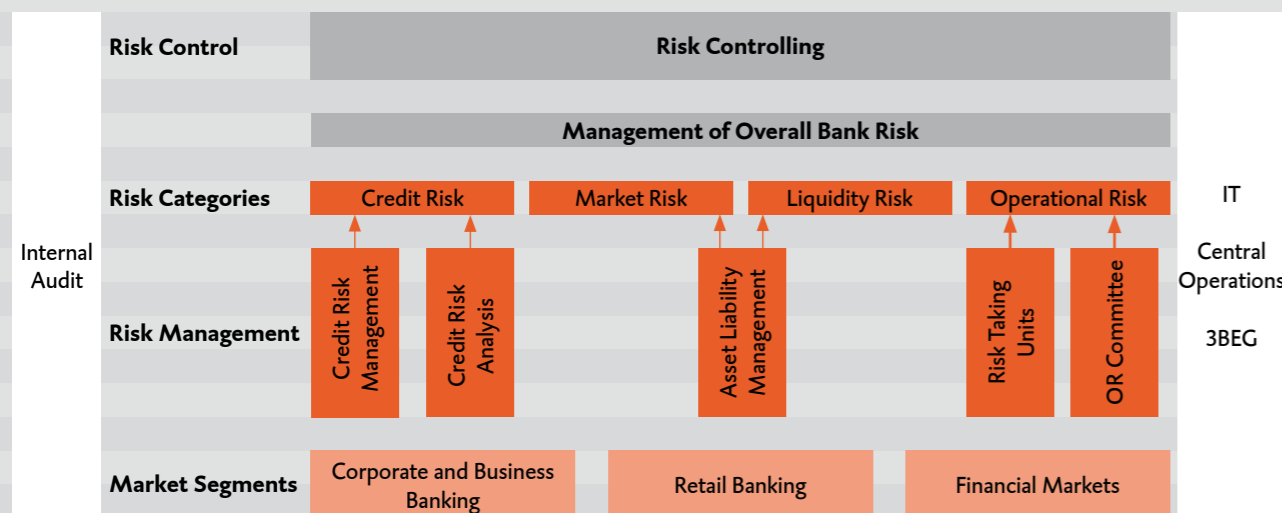 Risk Control
Risk Controlling
Management of Overall Bank Risk
Risk Categories
Credit Risk
Market Risk
Liquidity Risk
Operational Risk
IT
Internal
Audit
Central
Operations
3BEG
Risk Management
Credit Risk
Management
Credit Risk
Analysis
Asset Liability
Management
Risk Taking
Units
OR Committee
Market Segments
Corporate and Business
Banking
Retail Banking
Financial Markets